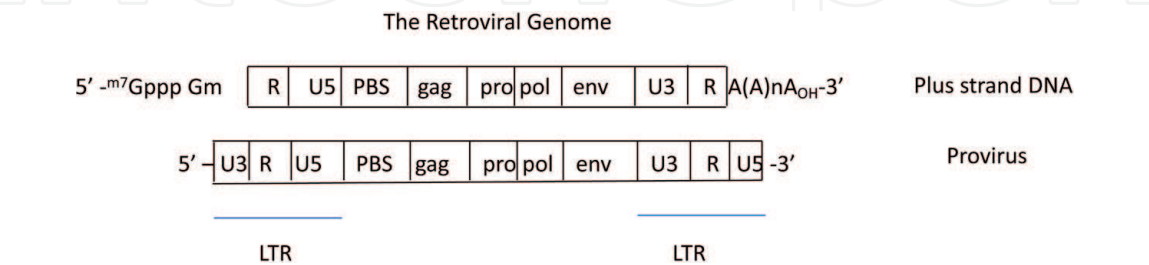 The Retroviral Genome
5′ -m7Gppp Gm R U5 PBS gag pro pol env U3 R A(A)nAOH-3′ Plus strand DNA
5′ – U3 R U5 PBS gag pro pol env U3 R U5 -3′ Provirus
LTR LTR